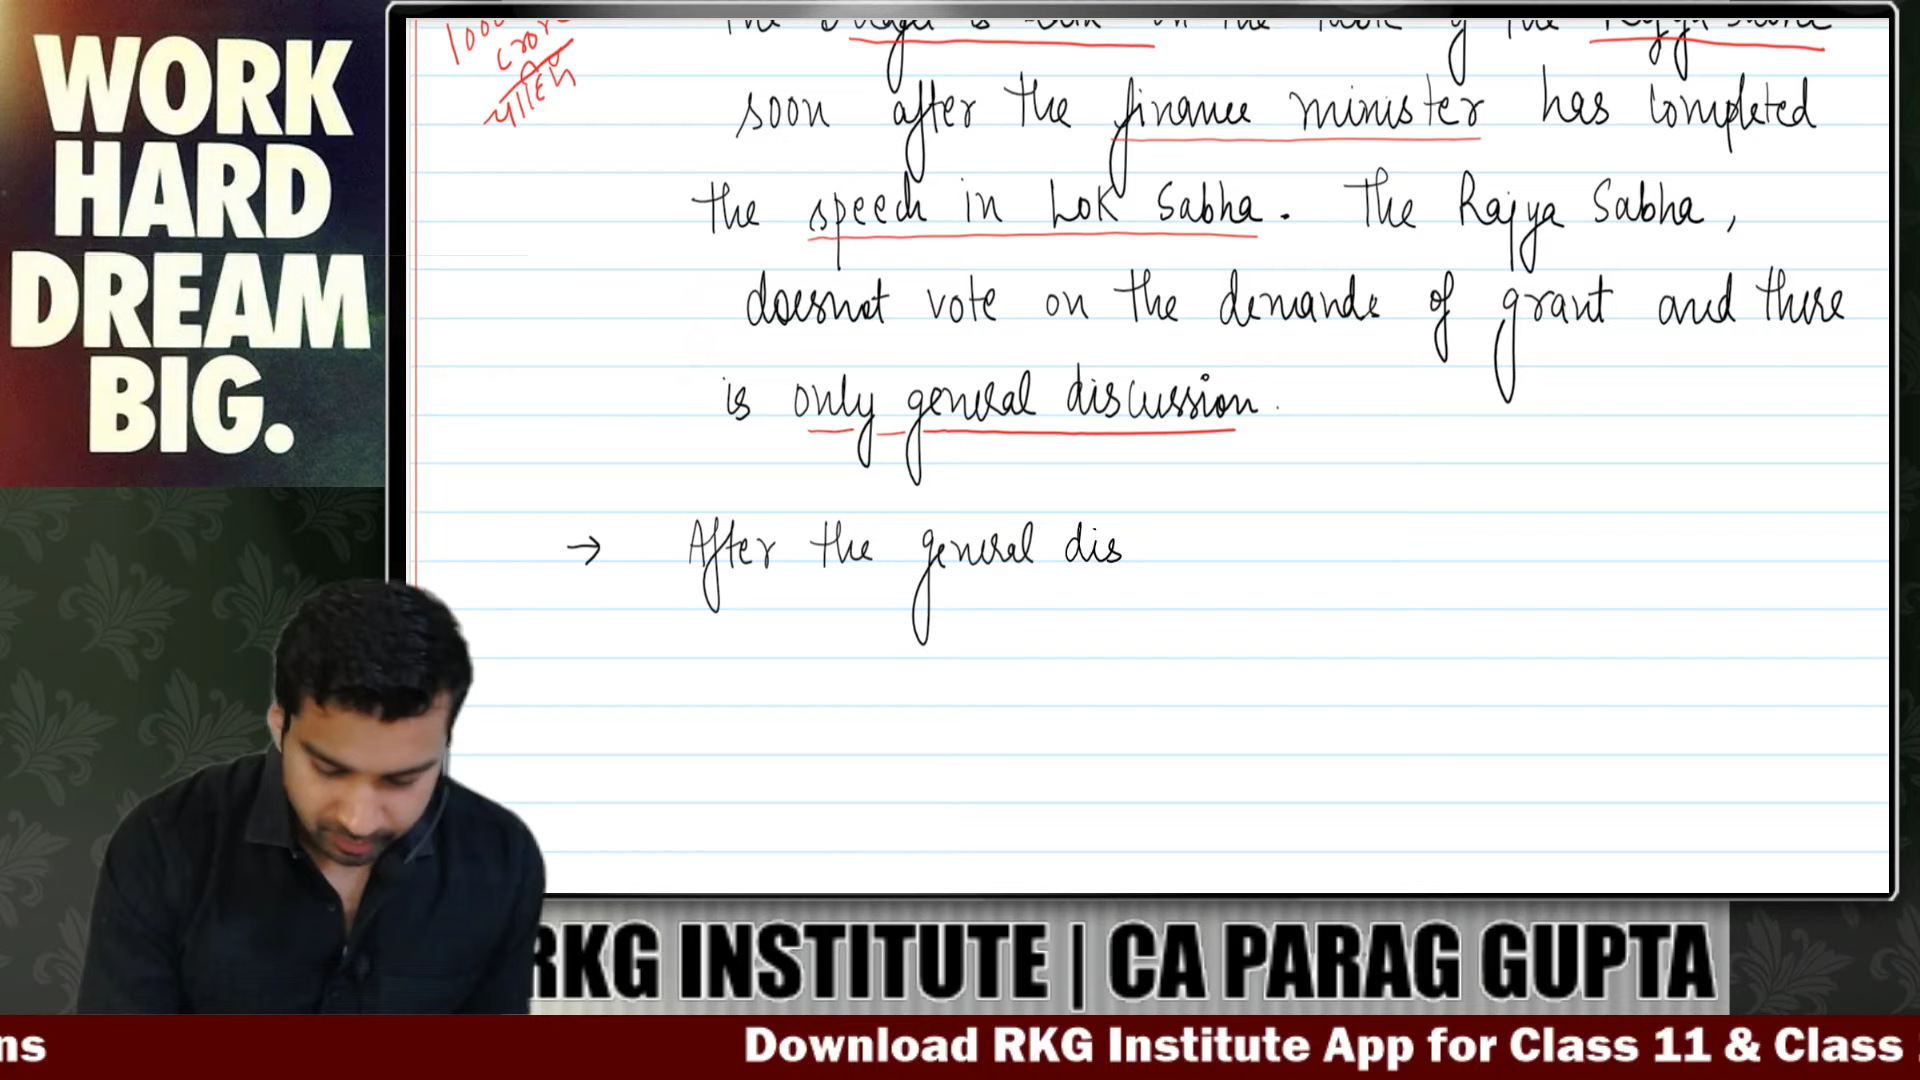 WORK
HARD
DREAM
BIG.
crore
soon after the finance minister has completed
the speech in Lok Sabha. The Rajya Sabha,
doesnot vote on the demands of grant and there
is only general discussion.
→ After the general dis
RKG INSTITUTE | CA PARAG GUPTA
ns Download RKG Institute App for Class 11 & Class